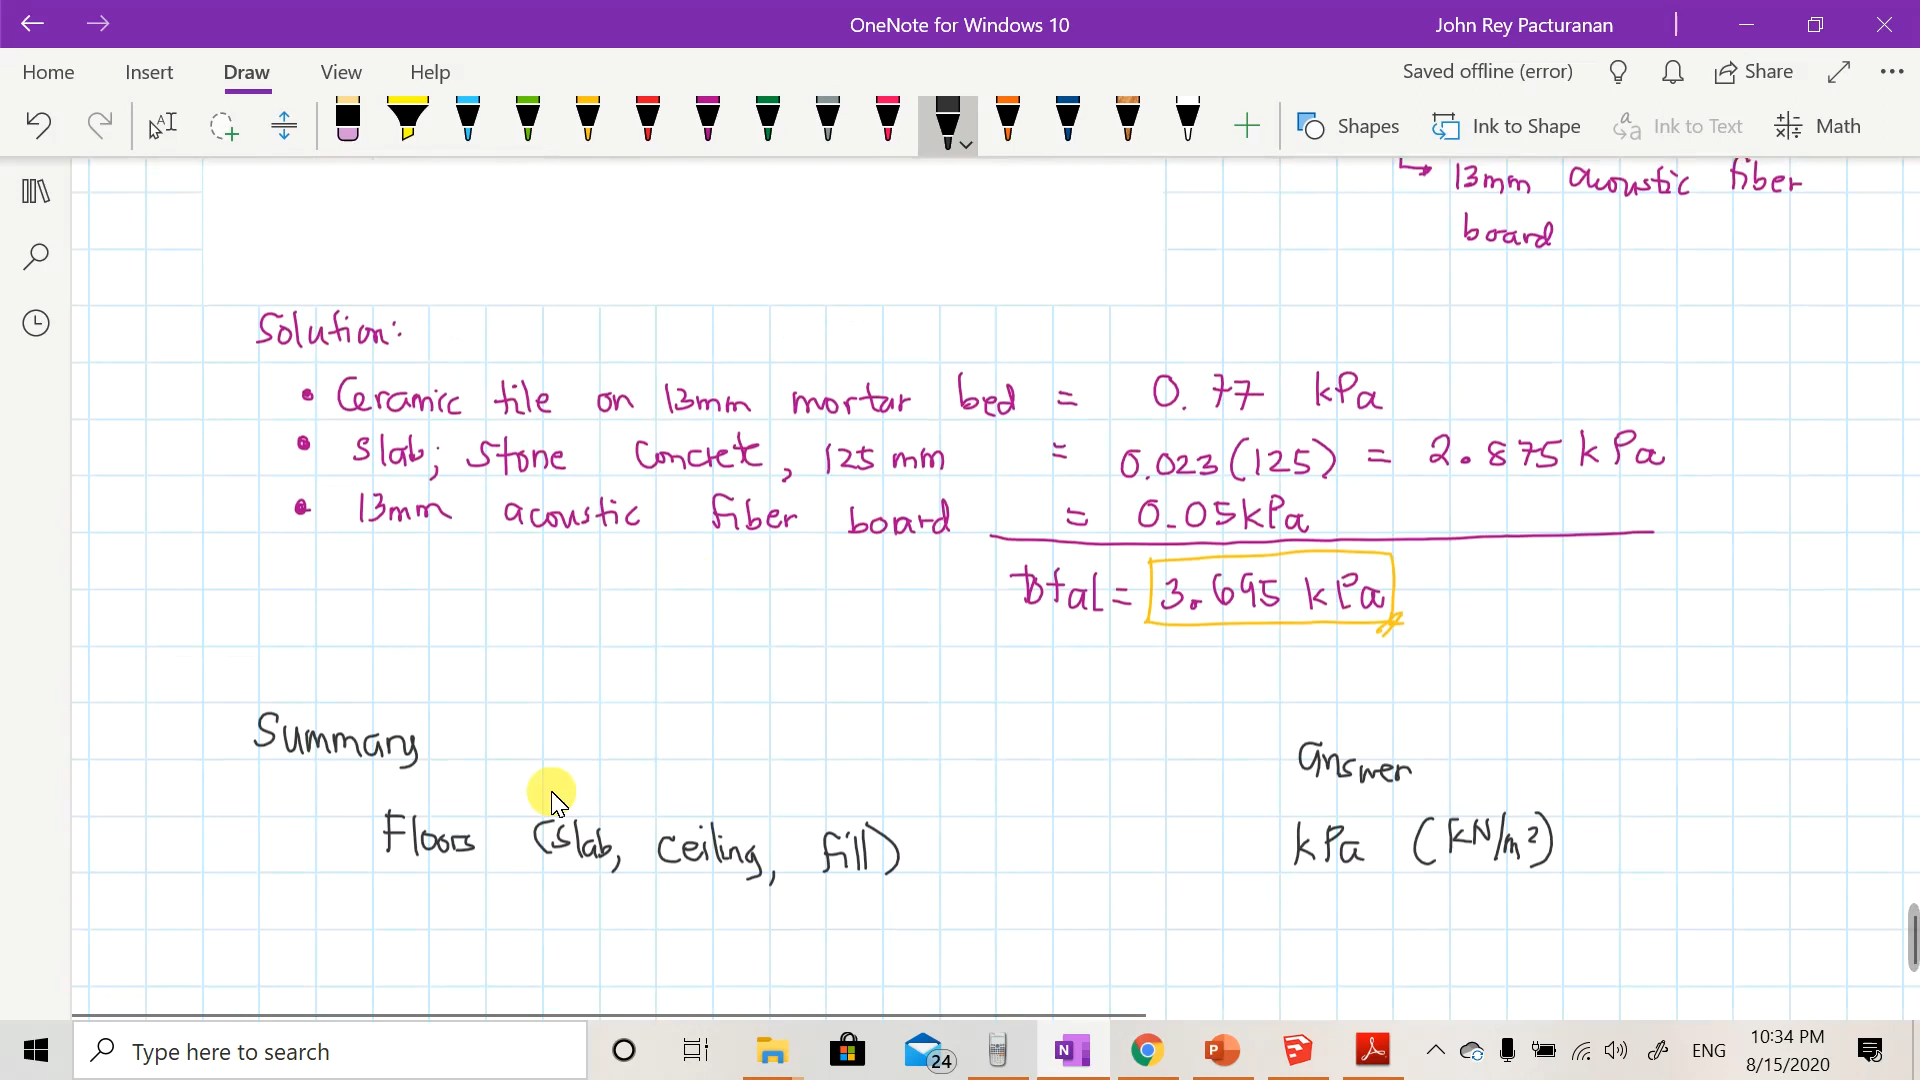 OneNote for Windows 10
John Rey Pacturanan
Home Insert Draw View Help
Saved offline (error)
Share
Shapes
Ink to Shape
Ink to Text
Math
↳ 13mm acoustic fiber
board
Solution:
• Ceramic tile on 13mm mortar bed = 0.77 kPa
• Slab; Stone Concrete, 125 mm = 0.023(125) = 2.875 kPa
• 13mm acoustic fiber board = 0.05kPa
Total = 3.695 kPa
Summary
answer
Floors (slab, ceiling, fill)
kPa (kN/m²)
Type here to search
24
ENG
10:34 PM
8/15/2020